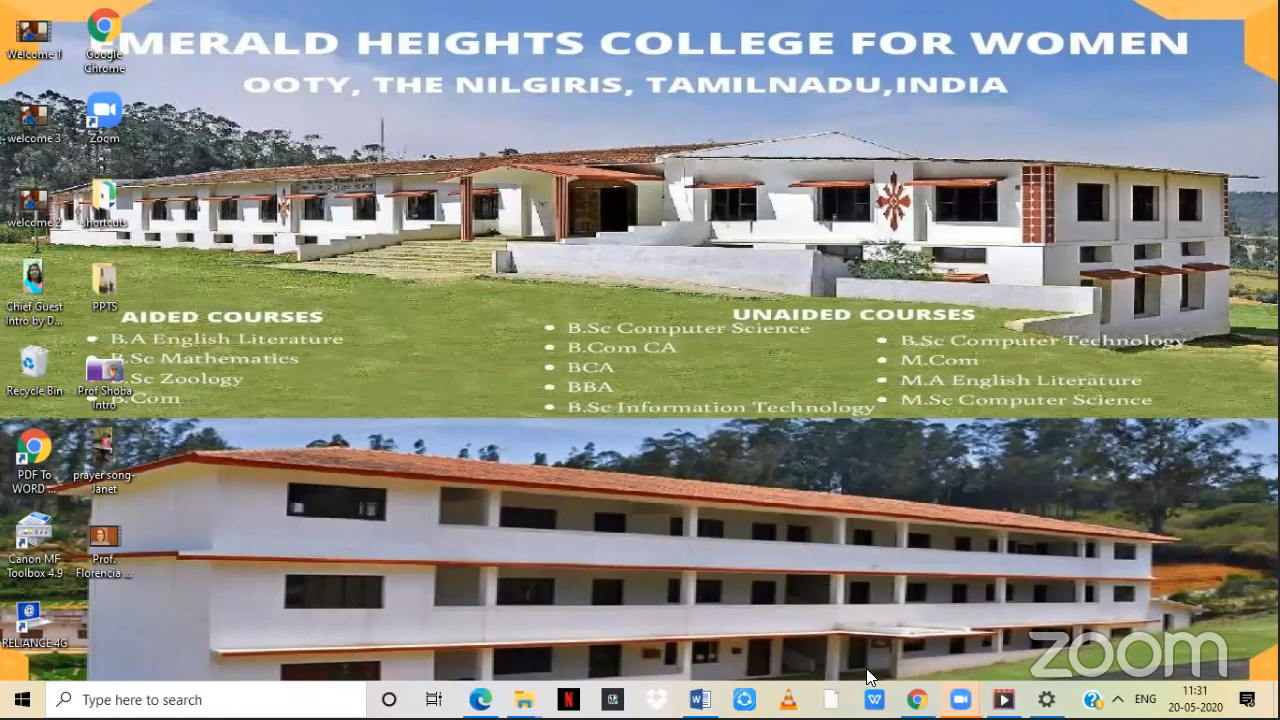 EMERALD HEIGHTS COLLEGE FOR WOMEN
OOTY, THE NILGIRIS, TAMILNADU,INDIA
Welcome 1
Google Chrome
welcome 3
Zoom
welcome 2
shortcuts
Chief Guest Intro by D...
PPTS
Recycle Bin
Prof Shoba Intro
PDF To WORD ...
prayer song-Janet
Canon MF Toolbox 4.9
Prof. Florencia ...
RELIANCE 4G
AIDED COURSES
B.A English Literature
B.Sc Mathematics
B.Sc Zoology
B.Com
UNAIDED COURSES
B.Sc Computer Science
B.Com CA
BCA
BBA
B.Sc Information Technology
B.Sc Computer Technology
M.Com
M.A English Literature
M.Sc Computer Science
zoom
Type here to search
ENG
11:31
20-05-2020